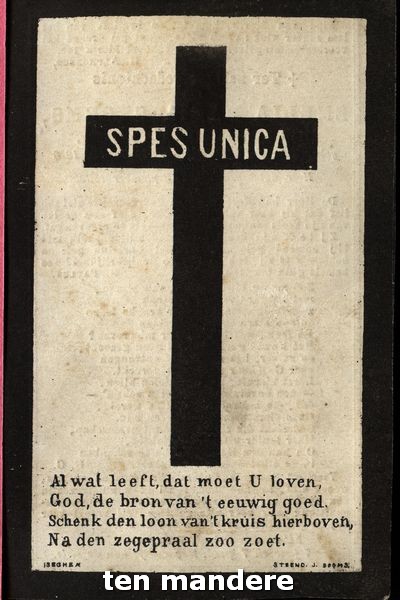 SPES UNICA
Al wat leeft, dat moet U loven,
God, de bron van 't eeuwig goed.
Schenk den loon van 't kruis hierboven,
Na den zegepraal zoo zoet.
ISEGHEM STEEND. J. DOOMS.
ten mandere